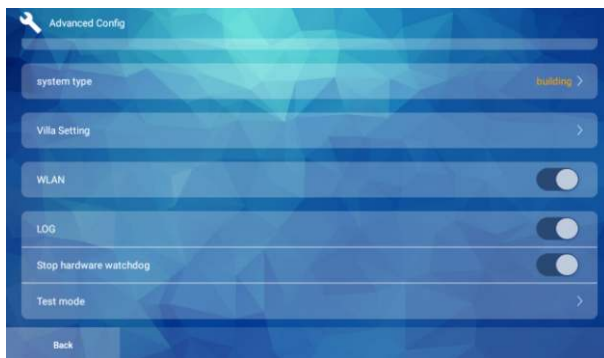 Advanced Config
system type
building >
Villa Setting
>
WLAN
LOG
Stop hardware watchdog
Test mode
>
Back